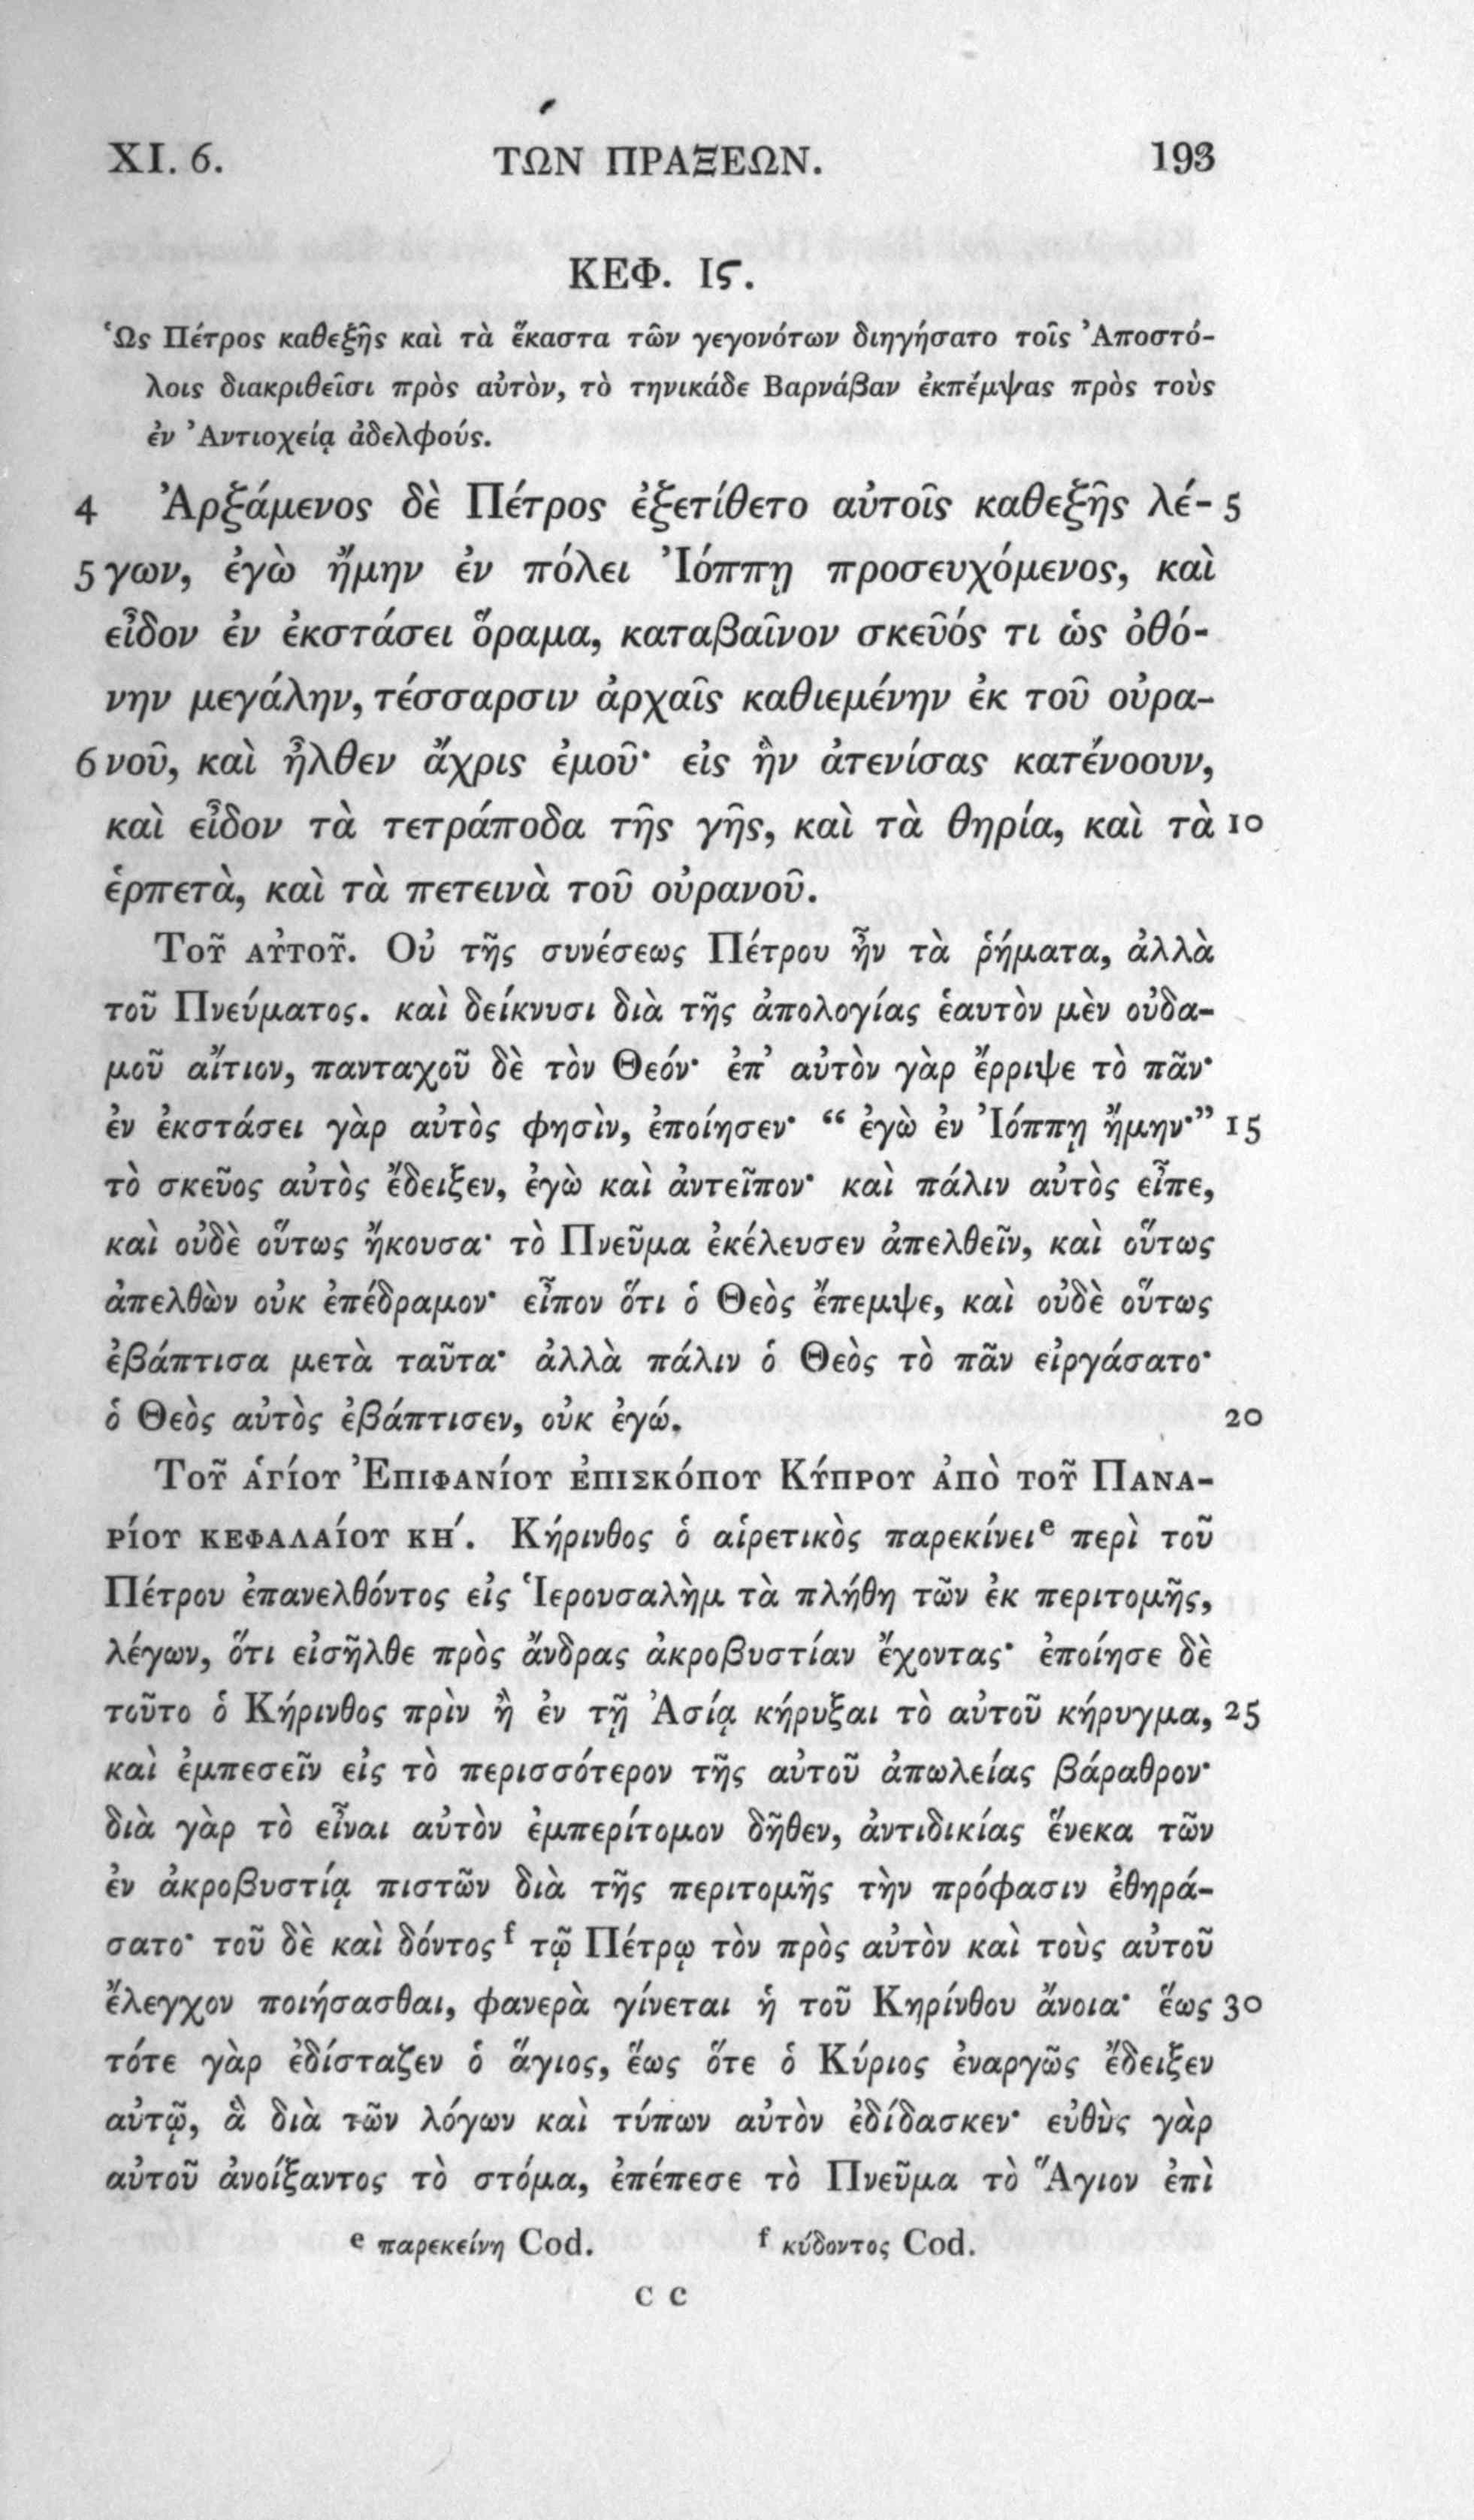 XI. 6. ΤΩΝ ΠΡΑΞΕΩΝ. 193
ΚΕΦ. Ιϛ.
Ὡς Πέτρος καθεξῆς καὶ τὰ ἕκαστα τῶν γεγονότων διηγήσατο τοῖς Ἀποστό-
λοις διακριθεῖσι πρὸς αὐτὸν, τὸ τηνικάδε Βαρνάβαν ἐκπέμψας πρὸς τοὺς
ἐν Ἀντιοχείᾳ ἀδελφούς.
4 Ἀρξάμενος δὲ Πέτρος ἐξετίθετο αὐτοῖς καθεξῆς λέ- 5
5 γων, ἐγὼ ἤμην ἐν πόλει Ἰόππῃ προσευχόμενος, καὶ
εἶδον ἐν ἐκστάσει ὅραμα, καταβαῖνον σκεῦός τι ὡς ὀθό-
νην μεγάλην, τέσσαρσιν ἀρχαῖς καθιεμένην ἐκ τοῦ οὐρα-
6 νοῦ, καὶ ἦλθεν ἄχρις ἐμοῦ· εἰς ἣν ἀτενίσας κατένοουν,
καὶ εἶδον τὰ τετράποδα τῆς γῆς, καὶ τὰ θηρία, καὶ τὰ 10
ἑρπετὰ, καὶ τὰ πετεινὰ τοῦ οὐρανοῦ.
Τοῦ αὐτοῦ. Οὐ τῆς συνέσεως Πέτρου ἦν τὰ ῥήματα, ἀλλὰ
τοῦ Πνεύματος. καὶ δείκνυσι διὰ τῆς ἀπολογίας ἑαυτὸν μὲν οὐδα-
μοῦ αἴτιον, πανταχοῦ δὲ τὸν Θεόν· ἐπ’ αὐτὸν γὰρ ἔρριψε τὸ πᾶν·
ἐν ἐκστάσει γὰρ αὐτὸς φησὶν, ἐποίησεν· “ ἐγὼ ἐν Ἰόππῃ ἤμην·” 15
τὸ σκεῦος αὐτὸς ἔδειξεν, ἐγὼ καὶ ἀντεῖπον· καὶ πάλιν αὐτὸς εἶπε,
καὶ οὐδὲ οὕτως ἤκουσα· τὸ Πνεῦμα ἐκέλευσεν ἀπελθεῖν, καὶ οὕτως
ἀπελθὼν οὐκ ἐπέδραμον· εἶπον ὅτι ὁ Θεὸς ἔπεμψε, καὶ οὐδὲ οὕτως
ἐβάπτισα μετὰ ταῦτα· ἀλλὰ πάλιν ὁ Θεὸς τὸ πᾶν εἰργάσατο·
ὁ Θεὸς αὐτὸς ἐβάπτισεν, οὐκ ἐγώ. 20
Τοῦ ἁγίου Ἐπιφανίου ἐπισκόπου Κύπρου ἀπὸ τοῦ Πανα-
ρίου κεφαλαίου κη΄. Κήρινθος ὁ αἱρετικὸς παρεκίνει e περὶ τοῦ
Πέτρου ἐπανελθόντος εἰς Ἱερουσαλὴμ τὰ πλήθη τῶν ἐκ περιτομῆς,
λέγων, ὅτι εἰσῆλθε πρὸς ἄνδρας ἀκροβυστίαν ἔχοντας· ἐποίησε δὲ
τοῦτο ὁ Κήρινθος πρὶν ἢ ἐν τῇ Ἀσίᾳ κήρυξαι τὸ αὐτοῦ κήρυγμα, 25
καὶ ἐμπεσεῖν εἰς τὸ περισσότερον τῆς αὐτοῦ ἀπωλείας βάραθρον·
διὰ γὰρ τὸ εἶναι αὐτὸν ἐμπερίτομον δῆθεν, ἀντιδικίας ἕνεκα τῶν
ἐν ἀκροβυστίᾳ πιστῶν διὰ τῆς περιτομῆς τὴν πρόφασιν ἐθηρά-
σατο· τοῦ δὲ καὶ δόντος f τῷ Πέτρῳ τὸν πρὸς αὐτὸν καὶ τοὺς αὐτοῦ
ἔλεγχον ποιήσασθαι, φανερὰ γίνεται ἡ τοῦ Κηρίνθου ἄνοια· ἕως 30
τότε γὰρ ἐδίσταζεν ὁ ἅγιος, ἕως ὅτε ὁ Κύριος ἐναργῶς ἔδειξεν
αὐτῷ, ἃ διὰ τῶν λόγων καὶ τύπων αὐτὸν ἐδίδασκεν· εὐθὺς γὰρ
αὐτοῦ ἀνοίξαντος τὸ στόμα, ἐπέπεσε τὸ Πνεῦμα τὸ Ἅγιον ἐπὶ
e παρεκείνη Cod. f κύδοντος Cod.
C c